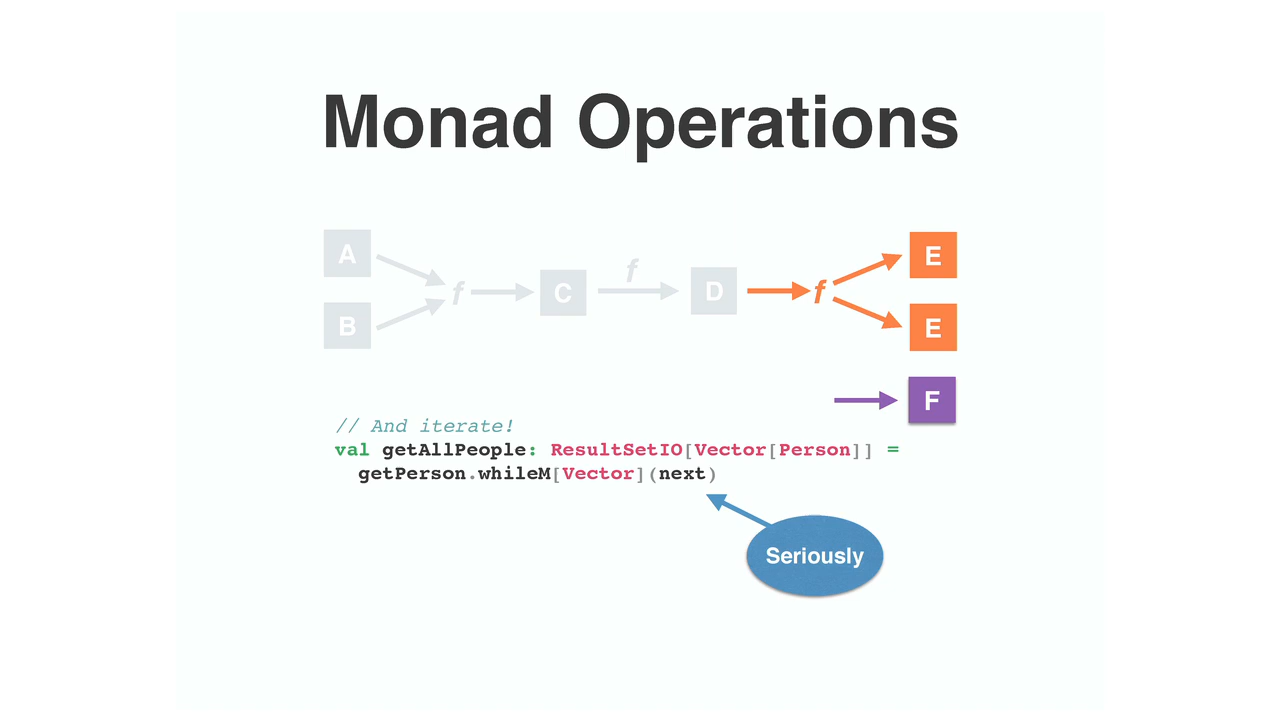 Monad Operations
A
B
f
C
f
D
f
E
E
F
// And iterate!
val getAllPeople: ResultSetIO[Vector[Person]] =
getPerson.whileM[Vector](next)
Seriously